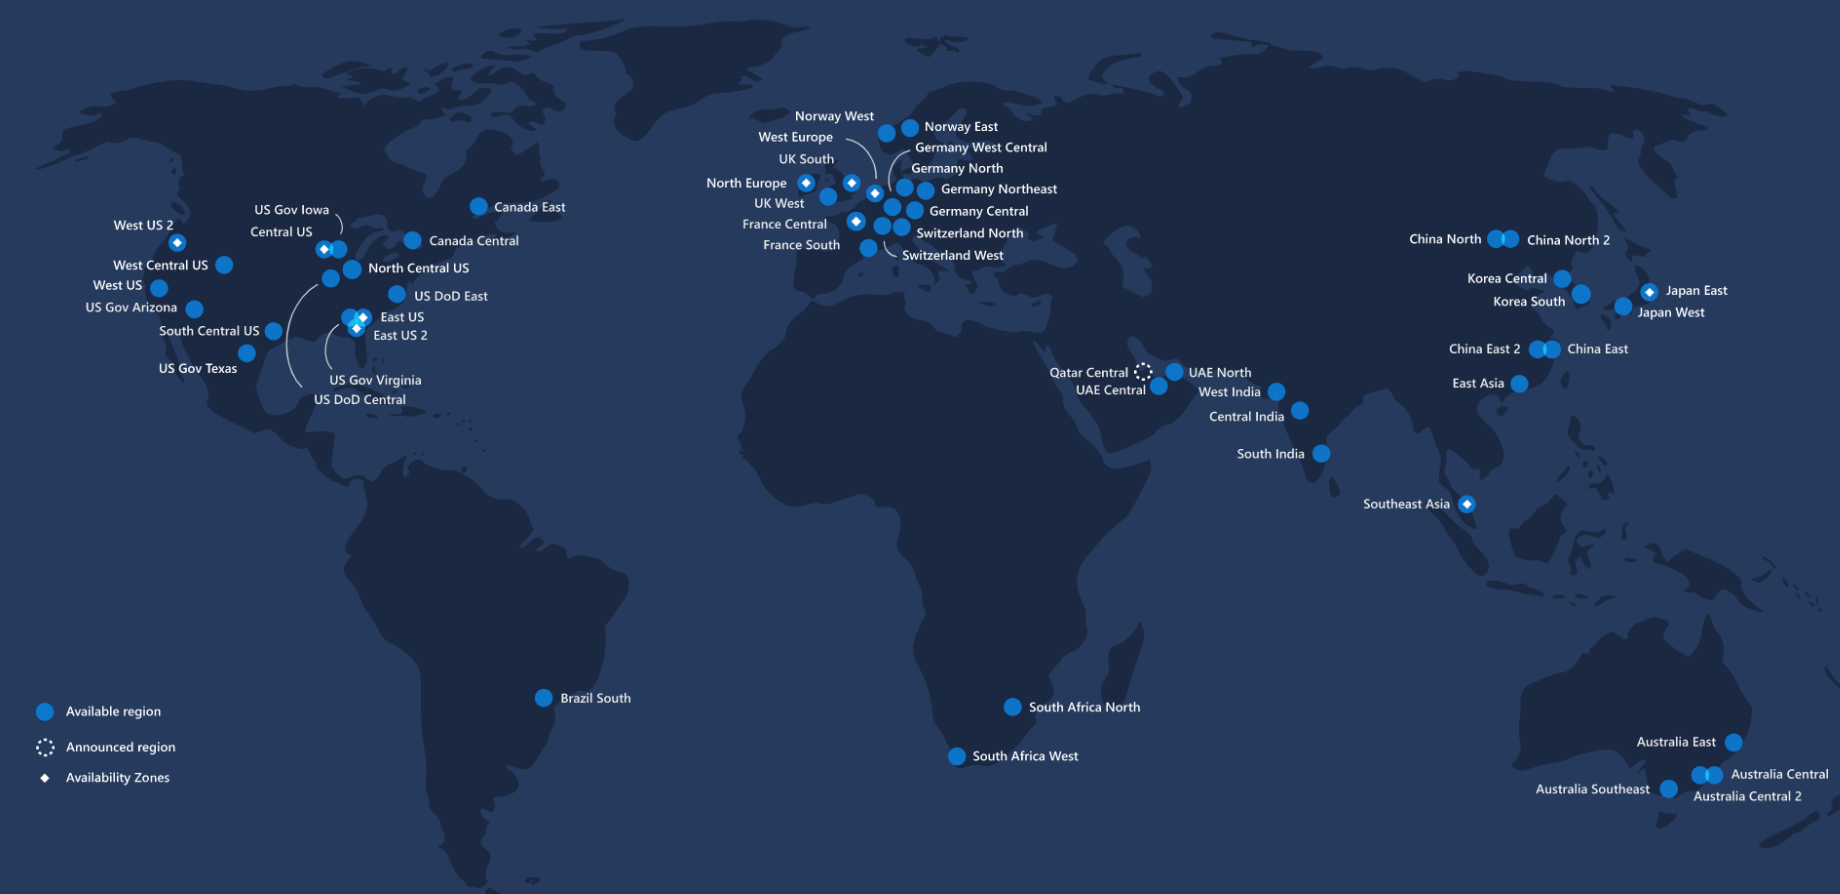 Norway West
Norway East
West Europe
Germany West Central
UK South
Germany North
North Europe
Germany Northeast
UK West
Germany Central
France Central
Switzerland North
France South
Switzerland West
Canada East
US Gov Iowa
West US 2
Central US
Canada Central
West Central US
North Central US
West US
US DoD East
US Gov Arizona
East US
South Central US
East US 2
US Gov Texas
US Gov Virginia
US DoD Central
China North
China North 2
Korea Central
Japan East
Korea South
Japan West
China East 2
China East
Qatar Central
UAE North
East Asia
UAE Central
West India
Central India
South India
Southeast Asia
Brazil South
South Africa North
South Africa West
Australia East
Australia Central
Australia Southeast
Australia Central 2
Available region
Announced region
Availability Zones